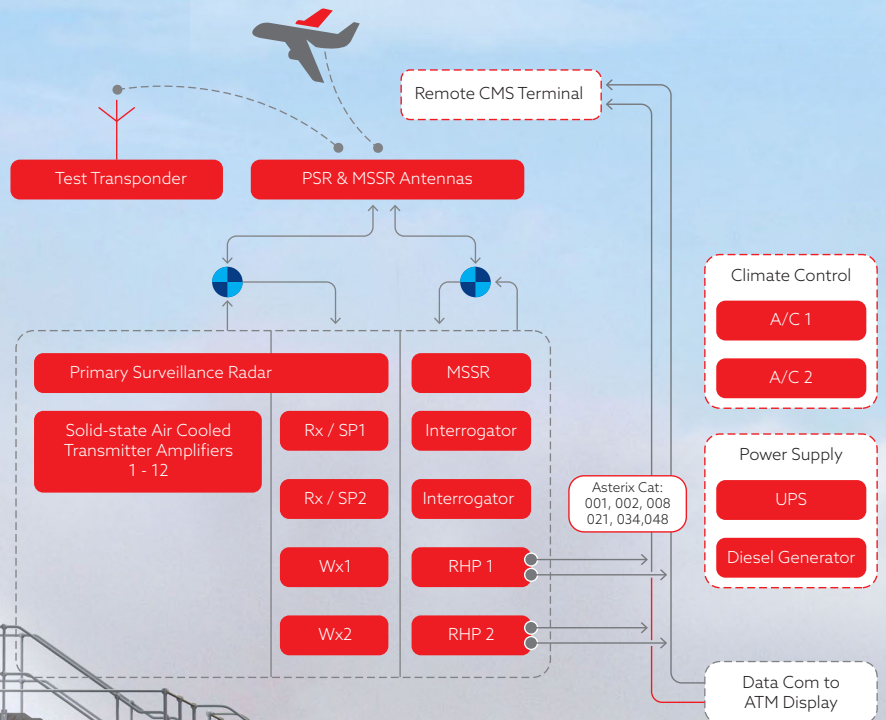 Remote CMS Terminal
Test Transponder
PSR & MSSR Antennas
Climate Control
A/C 1
A/C 2
Primary Surveillance Radar
MSSR
Solid-state Air Cooled
Transmitter Amplifiers
1 - 12
Rx / SP1
Interrogator
Rx / SP2
Interrogator
Wx1
RHP 1
Wx2
RHP 2
Asterix Cat:
001, 002, 008
021, 034,048
Power Supply
UPS
Diesel Generator
Data Com to
ATM Display